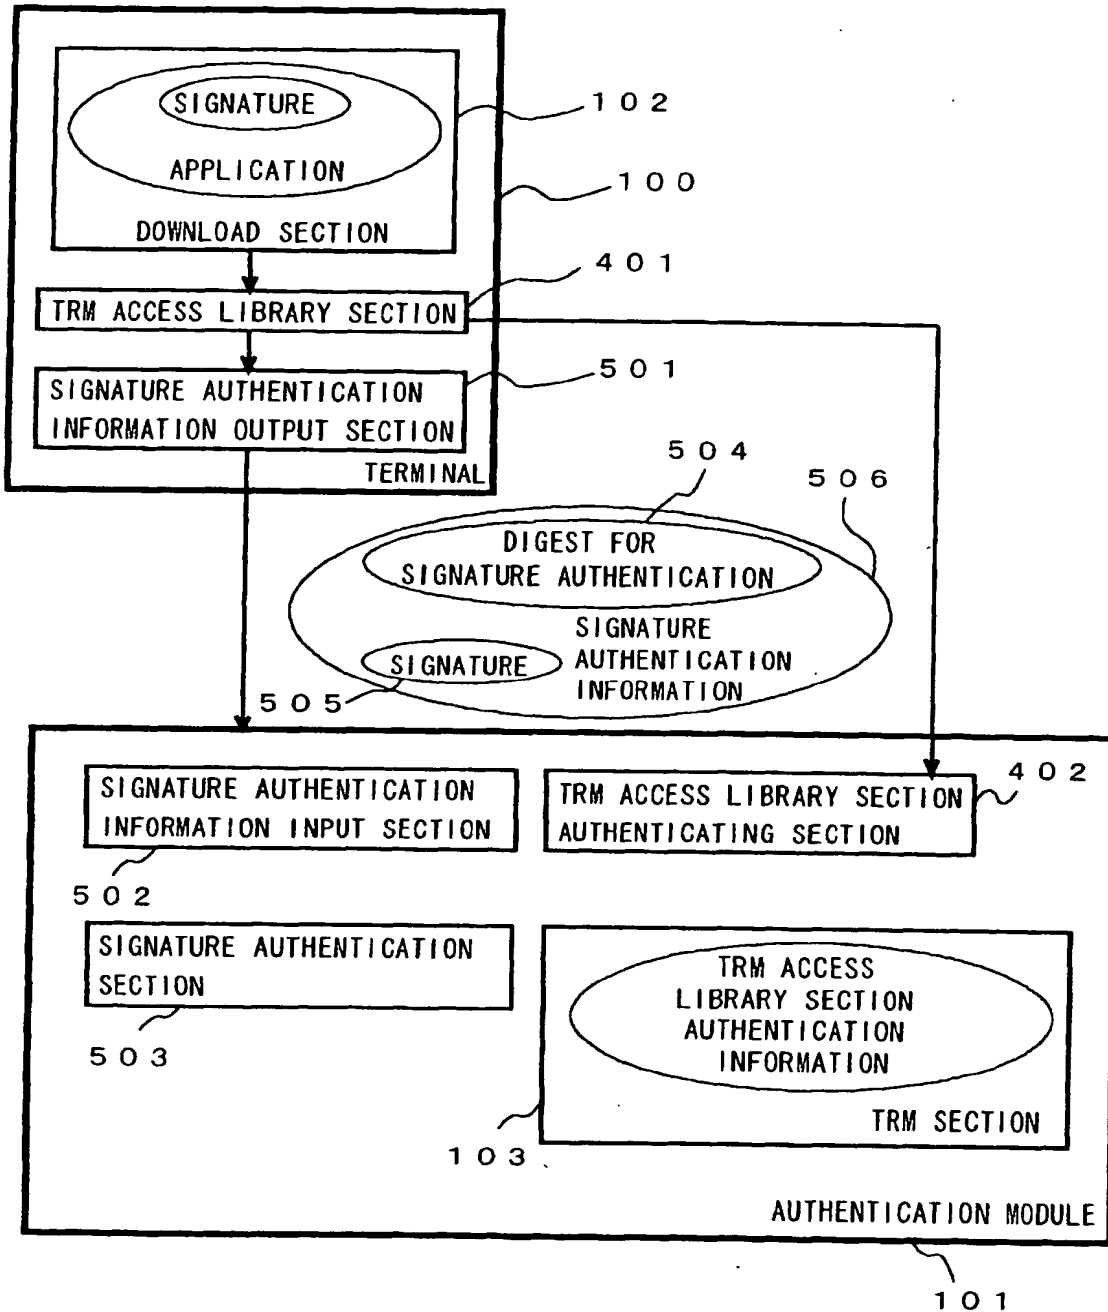 SIGNATURE
102
APPLICATION
100
DOWNLOAD SECTION
401
TRM ACCESS LIBRARY SECTION
501
SIGNATURE AUTHENTICATION
INFORMATION OUTPUT SECTION
TERMINAL
504
506
DIGEST FOR
SIGNATURE AUTHENTICATION
SIGNATURE
AUTHENTICATION
INFORMATION
SIGNATURE
505
SIGNATURE AUTHENTICATION
INFORMATION INPUT SECTION
502
TRM ACCESS LIBRARY SECTION
AUTHENTICATING SECTION
402
SIGNATURE AUTHENTICATION
SECTION
503
TRM ACCESS
LIBRARY SECTION
AUTHENTICATION
INFORMATION
TRM SECTION
103
AUTHENTICATION MODULE
101